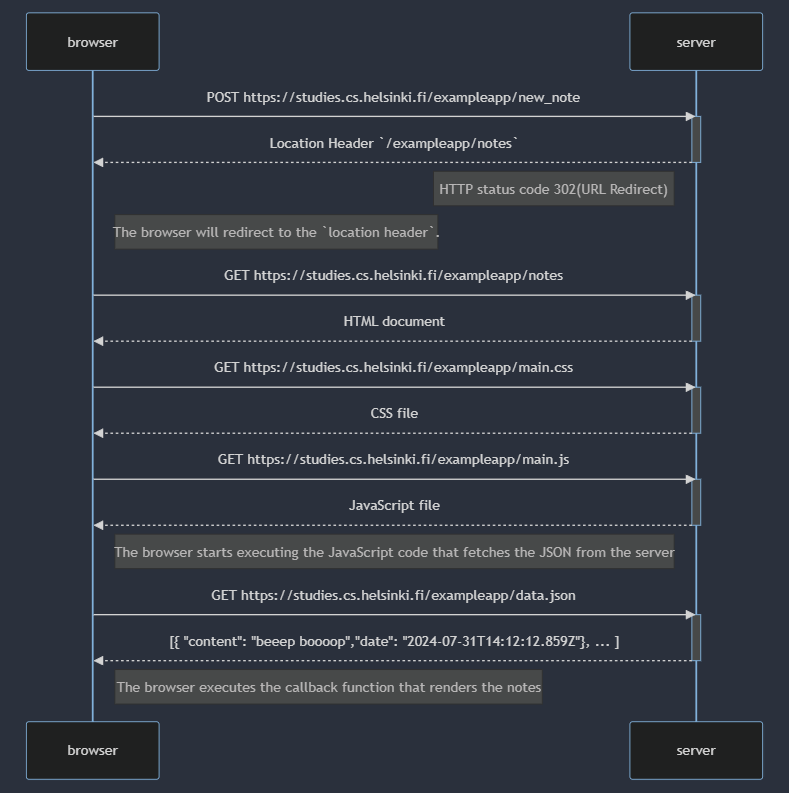 browser server
POST https://studies.cs.helsinki.fi/exampleapp/new_note
Location Header `/exampleapp/notes`
HTTP status code 302(URL Redirect)
The browser will redirect to the `location header`.
GET https://studies.cs.helsinki.fi/exampleapp/notes
HTML document
GET https://studies.cs.helsinki.fi/exampleapp/main.css
CSS file
GET https://studies.cs.helsinki.fi/exampleapp/main.js
JavaScript file
The browser starts executing the JavaScript code that fetches the JSON from the server
GET https://studies.cs.helsinki.fi/exampleapp/data.json
[{ "content": "beeep boooop","date": "2024-07-31T14:12:12.859Z"}, ... ]
The browser executes the callback function that renders the notes
browser server